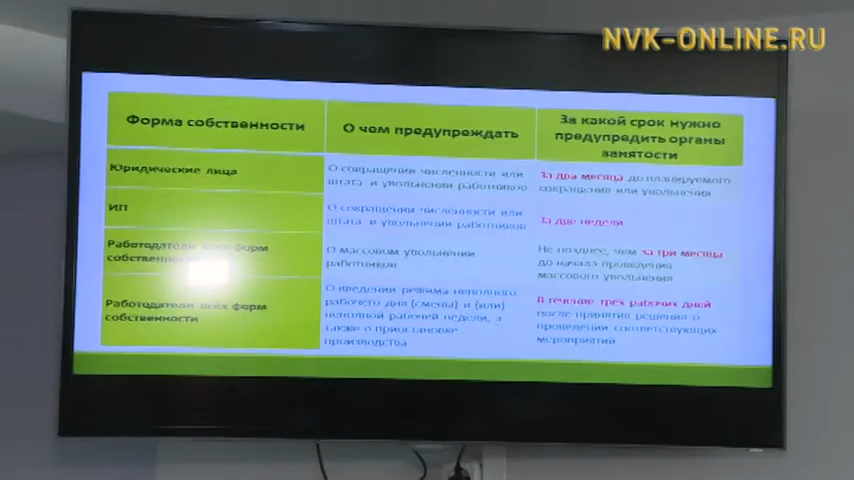 NVK-ONLINE.RU
Форма собственности
О чем предупреждать
За какой срок нужно
предупредить органы
занятости
Юридические лица
О сокращении численности или
штата и увольнении работников
За два месяца до планируемого
сокращения или увольнения
ИП
О сокращении численности или
штата и увольнении работников
За две недели
Работодатели всех форм
собственности
О массовом увольнении
работников
Не позднее, чем за три месяца
до начала проведения
массового увольнения
Работодатели всех форм
собственности
О введении режима неполного
рабочего дня (смены) и (или)
неполной рабочей недели, а
также о приостановке
производства
В течение трех рабочих дней
после принятия решения о
проведении соответствующих
мероприятий